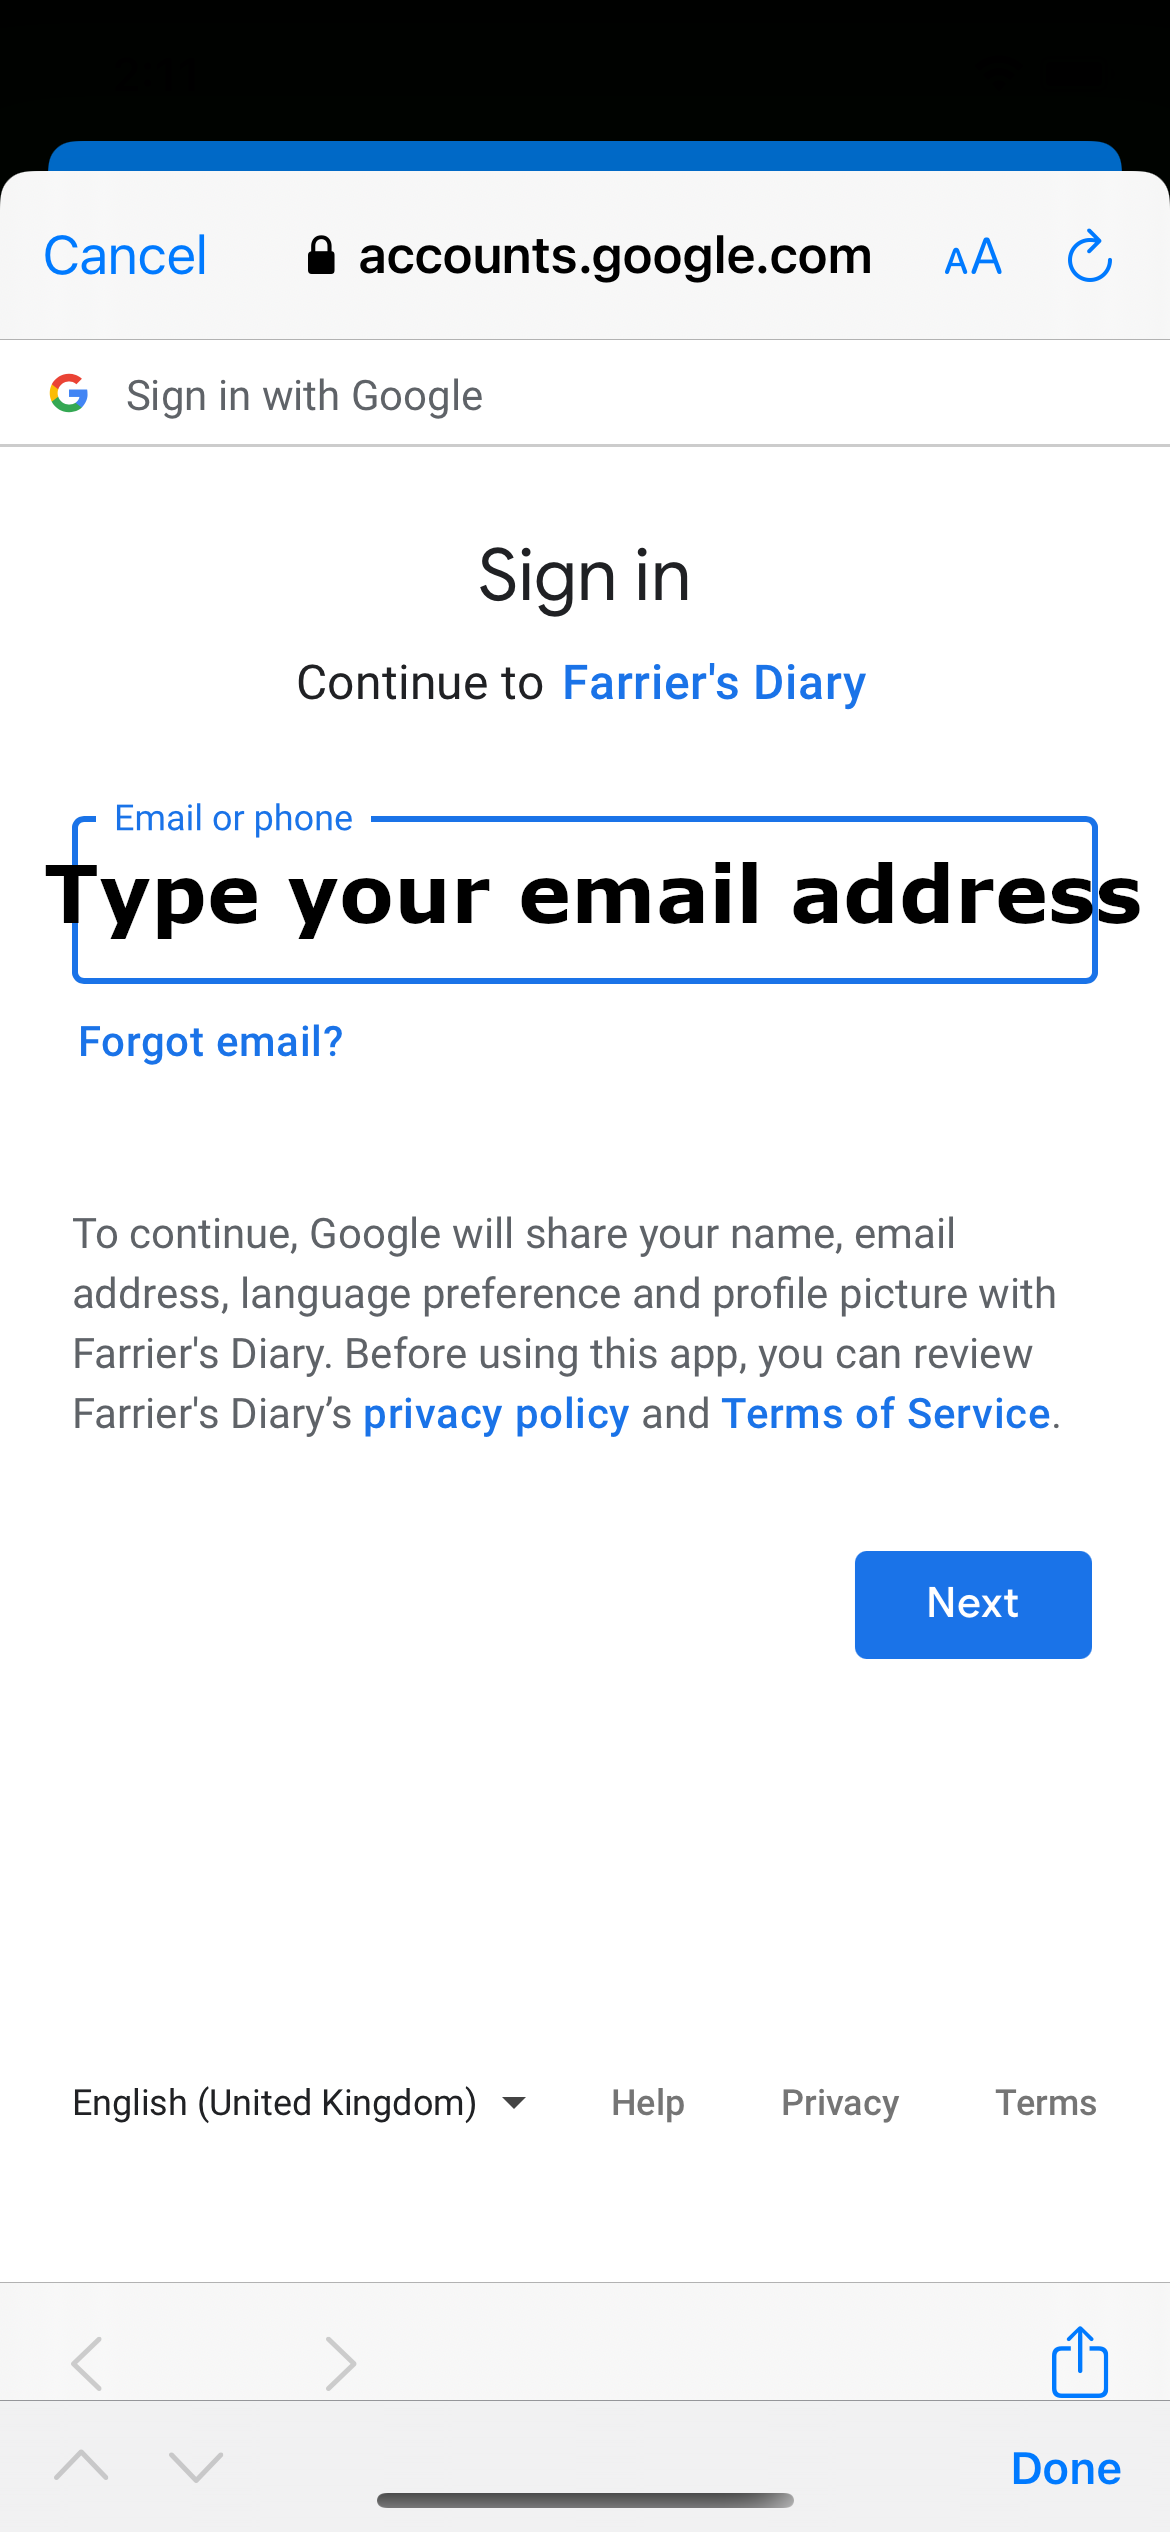 Cancel
accounts.google.com
AA
Sign in with Google
Sign in
Continue to Farrier's Diary
Email or phone
Type your email address
Forgot email?
To continue, Google will share your name, email
address, language preference and profile picture with
Farrier's Diary. Before using this app, you can review
Farrier's Diary’s privacy policy and Terms of Service.
Next
English (United Kingdom)
Help
Privacy
Terms
Done